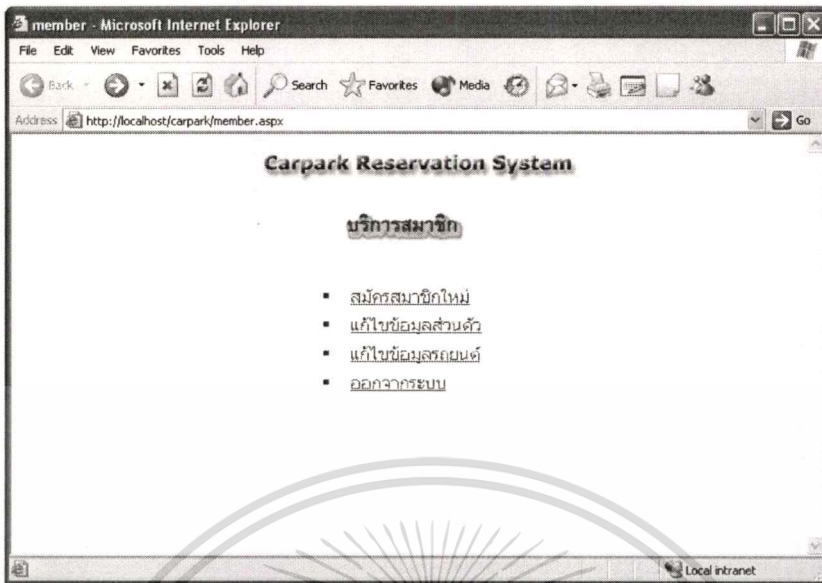 member - Microsoft Internet Explorer
File Edit View Favorites Tools Help
Back Search Favorites Media
Address http://localhost/carpark/member.aspx Go
Carpark Reservation System
บริการสมาชิก
สมัครสมาชิกใหม่
แก้ไขข้อมูลส่วนตัว
แก้ไขข้อมูลรถยนต์
ออกจากระบบ
Local intranet